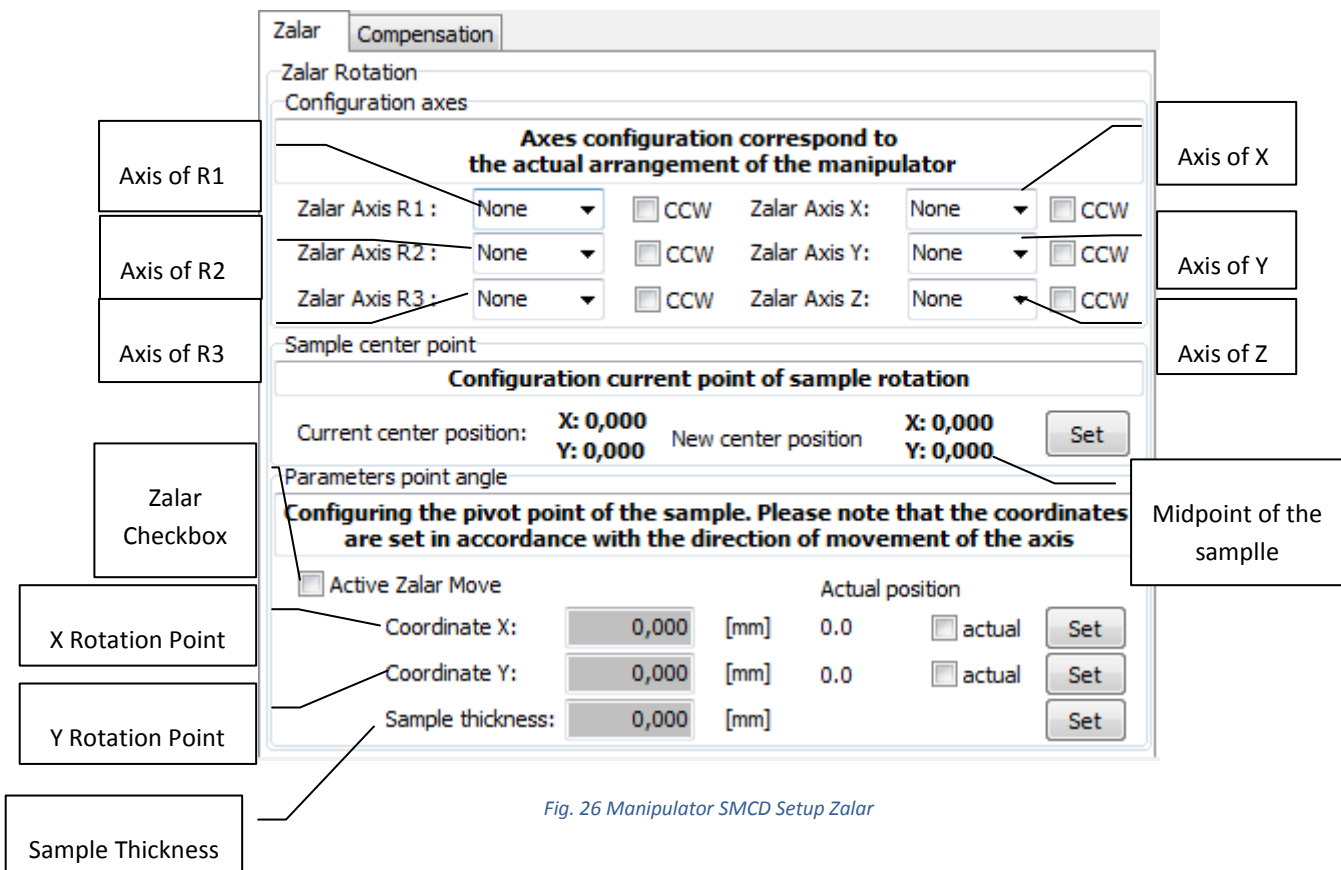 Zalar Compensation
Zalar Rotation
Configuration axes
Axes configuration correspond to
the actual arrangement of the manipulator
Axis of R1
Axis of X
Zalar Axis R1 : None CCW Zalar Axis X: None CCW
Axis of R2
Axis of Y
Zalar Axis R2 : None CCW Zalar Axis Y: None CCW
Axis of R3
Axis of Z
Zalar Axis R3 : None CCW Zalar Axis Z: None CCW
Sample center point
Configuration current point of sample rotation
Current center position: X: 0,000 New center position X: 0,000 Set
Y: 0,000 Y: 0,000
Parameters point angle
Zalar
Checkbox
Midpoint of the
samplle
Configuring the pivot point of the sample. Please note that the coordinates
are set in accordance with the direction of movement of the axis
Active Zalar Move Actual position
X Rotation Point
Coordinate X: 0,000 [mm] 0.0 actual Set
Coordinate Y: 0,000 [mm] 0.0 actual Set
Y Rotation Point
Sample thickness: 0,000 [mm] Set
Sample Thickness
Fig. 26 Manipulator SMCD Setup Zalar